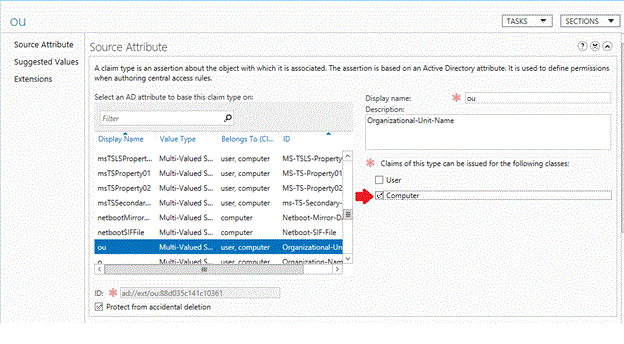 ou
TASKS
SECTIONS
Source Attribute
Suggested Values
Extensions
Source Attribute
A claim type is an assertion about the object with which it is associated. The assertion is based on an Active Directory attribute. It is used to define permissions
when authoring central access rules.
Select an AD attribute to base this claim type on:
Filter
Display Name Value Type Belongs To (Cl... ID
msTSLSPropert... Multi-Valued S... user, computer MS-TSLS-Property
msTSProperty01 Multi-Valued S... user, computer MS-TS-Property01
msTSProperty02 Multi-Valued S... user, computer MS-TS-Property02
msTSSecondar... Multi-Valued S... user, computer ms-TS-Secondary-
netbootMirror... Multi-Valued S... computer Netboot-Mirror-D
netbootSIFFile Multi-Valued S... computer Netboot-SIF-File
ou Multi-Valued S... user, computer Organizational-Un
o Multi-Valued S... user, computer Organization-Nam
ID: ad://ext/ou:88d035c141c10361
Protect from accidental deletion
Display name: ou
Description:
Organizational-Unit-Name
Claims of this type can be issued for the following classes:
User
Computer